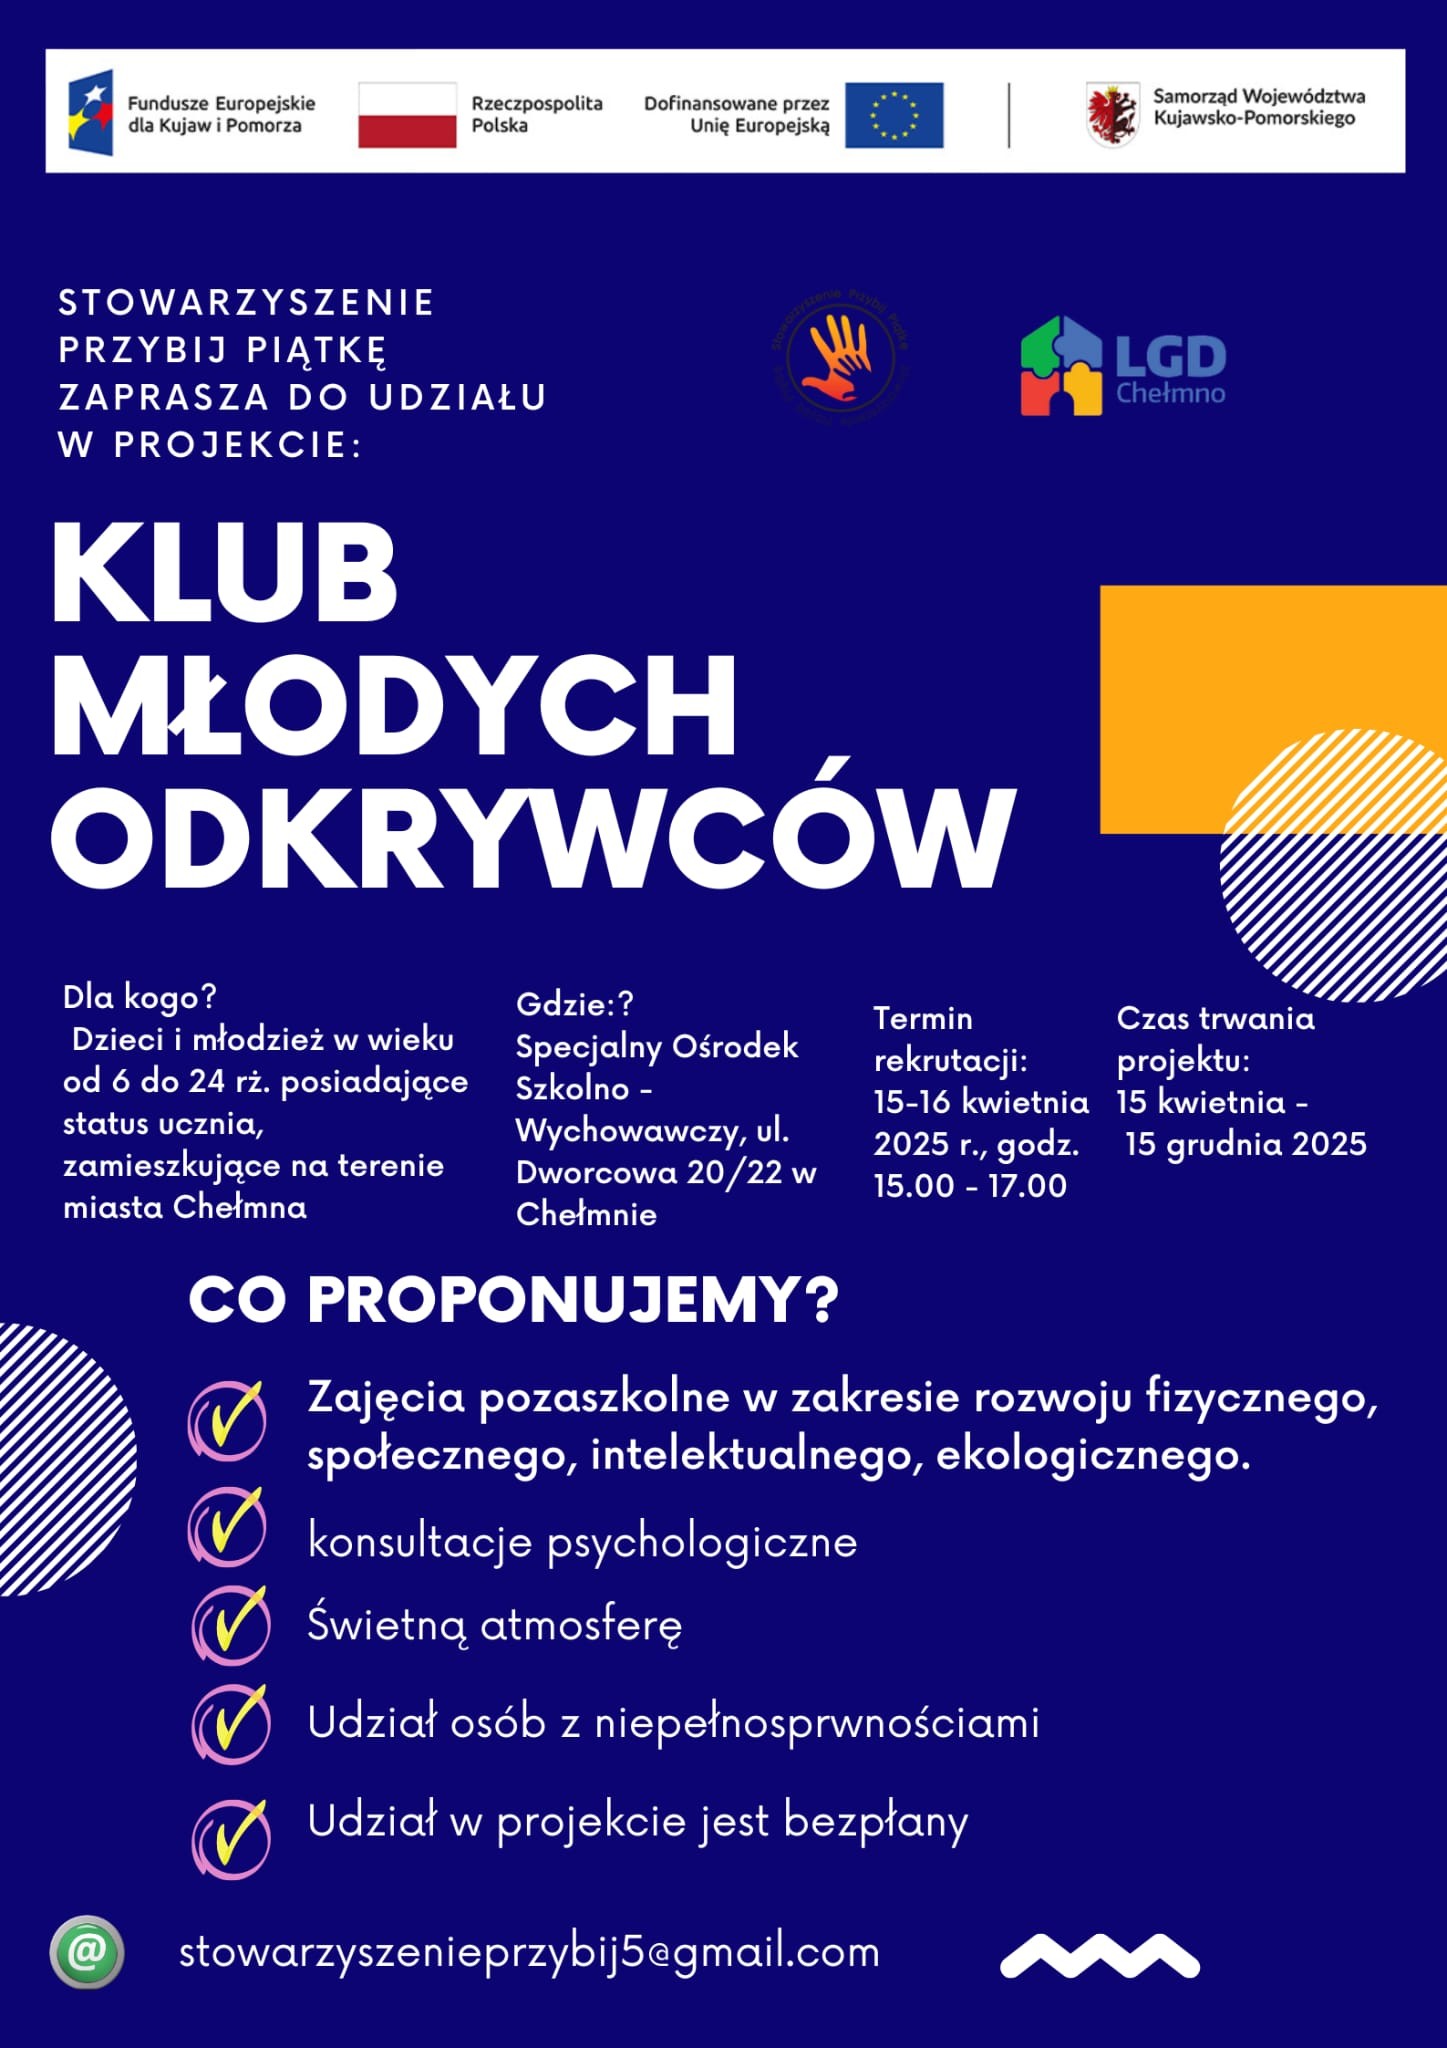 Fundusze Europejskie
dla Kujaw i Pomorza
Rzeczpospolita
Polska
Dofinansowane przez
Unię Europejską
Samorząd Województwa
Kujawsko-Pomorskiego
STOWARZYSZENIE
PRZYBIJ PIĄTKĘ
ZAPRASZA DO UDZIAŁU
W PROJEKCIE:
Stowarzyszenie Przybij Piątkę
LGD
Chełmno
KLUB
MŁODYCH
ODKRYWCÓW
Dla kogo?
Dzieci i młodzież w wieku
od 6 do 24 rż. posiadające
status ucznia,
zamieszkujące na terenie
miasta Chełmna
Gdzie:?
Specjalny Ośrodek
Szkolno -
Wychowawczy, ul.
Dworcowa 20/22 w
Chełmnie
Termin
rekrutacji:
15-16 kwietnia
2025 r., godz.
15.00 - 17.00
Czas trwania
projektu:
15 kwietnia -
15 grudnia 2025
CO PROPONUJEMY?
Zajęcia pozaszkolne w zakresie rozwoju fizycznego,
społecznego, intelektualnego, ekologicznego.
konsultacje psychologiczne
Świetną atmosferę
Udział osób z niepełnosprwnościami
Udział w projekcie jest bezpłany
@
stowarzyszenieprzybij5@gmail.com